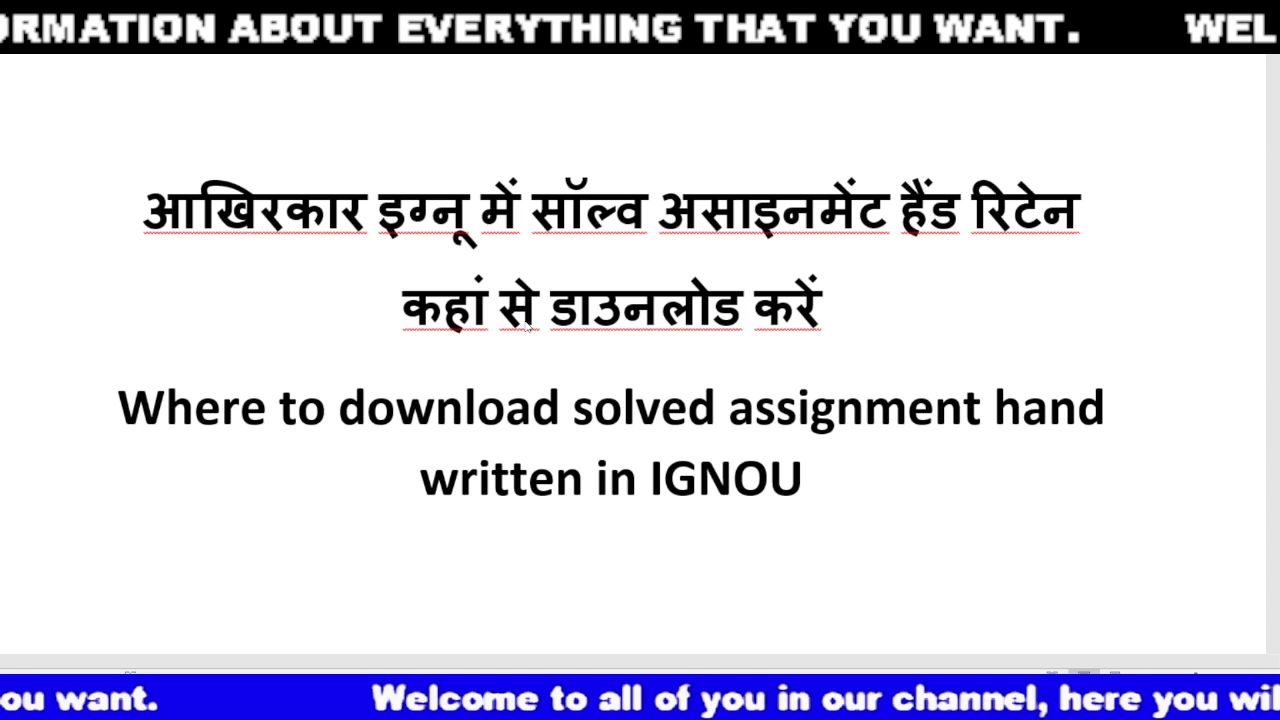 ORMATION ABOUT EVERYTHING THAT YOU WANT. WEL
आखिरकार इग्नू में सॉल्व असाइनमेंट हैंड रिटेन
कहां से डाउनलोड करें
Where to download solved assignment hand
written in IGNOU
ou want. Welcome to all of you in our channel, here you wil